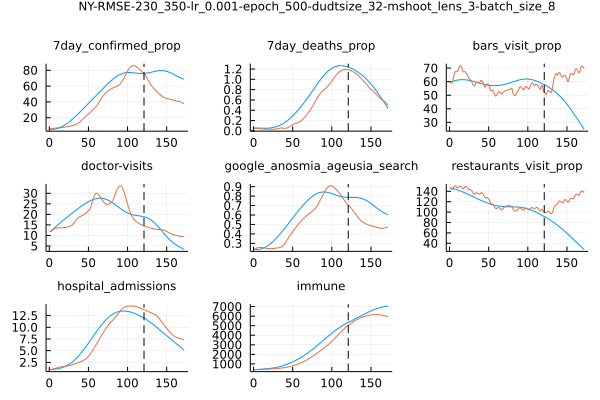 NY-RMSE-230_350-lr_0.001-epoch_500-dudtsize_32-mshoot_lens_3-batch_size_8
7day_confirmed_prop
80
60
40
20
0 50 100 150
7day_deaths_prop
1.2
1.0
0.8
0.6
0.4
0.2
0.0
0 50 100 150
bars_visit_prop
70
60
50
40
30
0 50 100 150
doctor-visits
30
25
20
15
10
5
0 50 100 150
google_anosmia_ageusia_search
0.9
0.8
0.7
0.6
0.5
0.4
0.3
0 50 100 150
restaurants_visit_prop
140
120
100
80
60
40
0 50 100 150
hospital_admissions
12.5
10.0
7.5
5.0
2.5
0 50 100 150
immune
7000
6000
5000
4000
3000
2000
1000
0 50 100 150